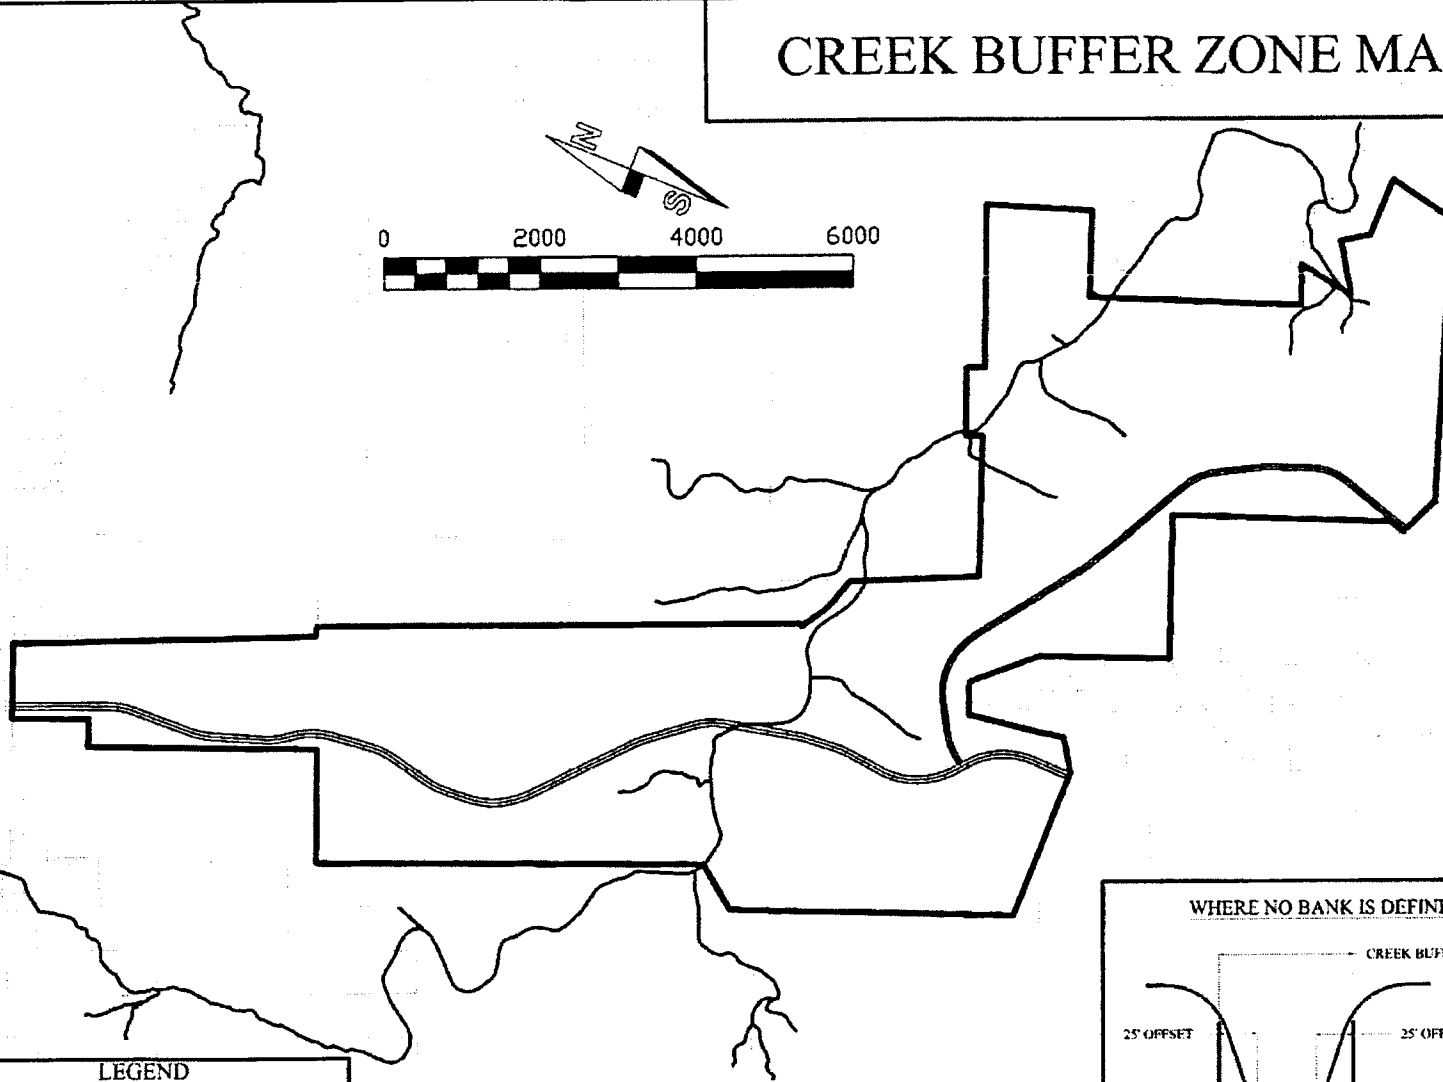 CREEK BUFFER ZONE MA
N
S
0 2000 4000 6000
WHERE NO BANK IS DEFINE
CREEK BUF
25' OFFSET 25' OFF
LEGEND